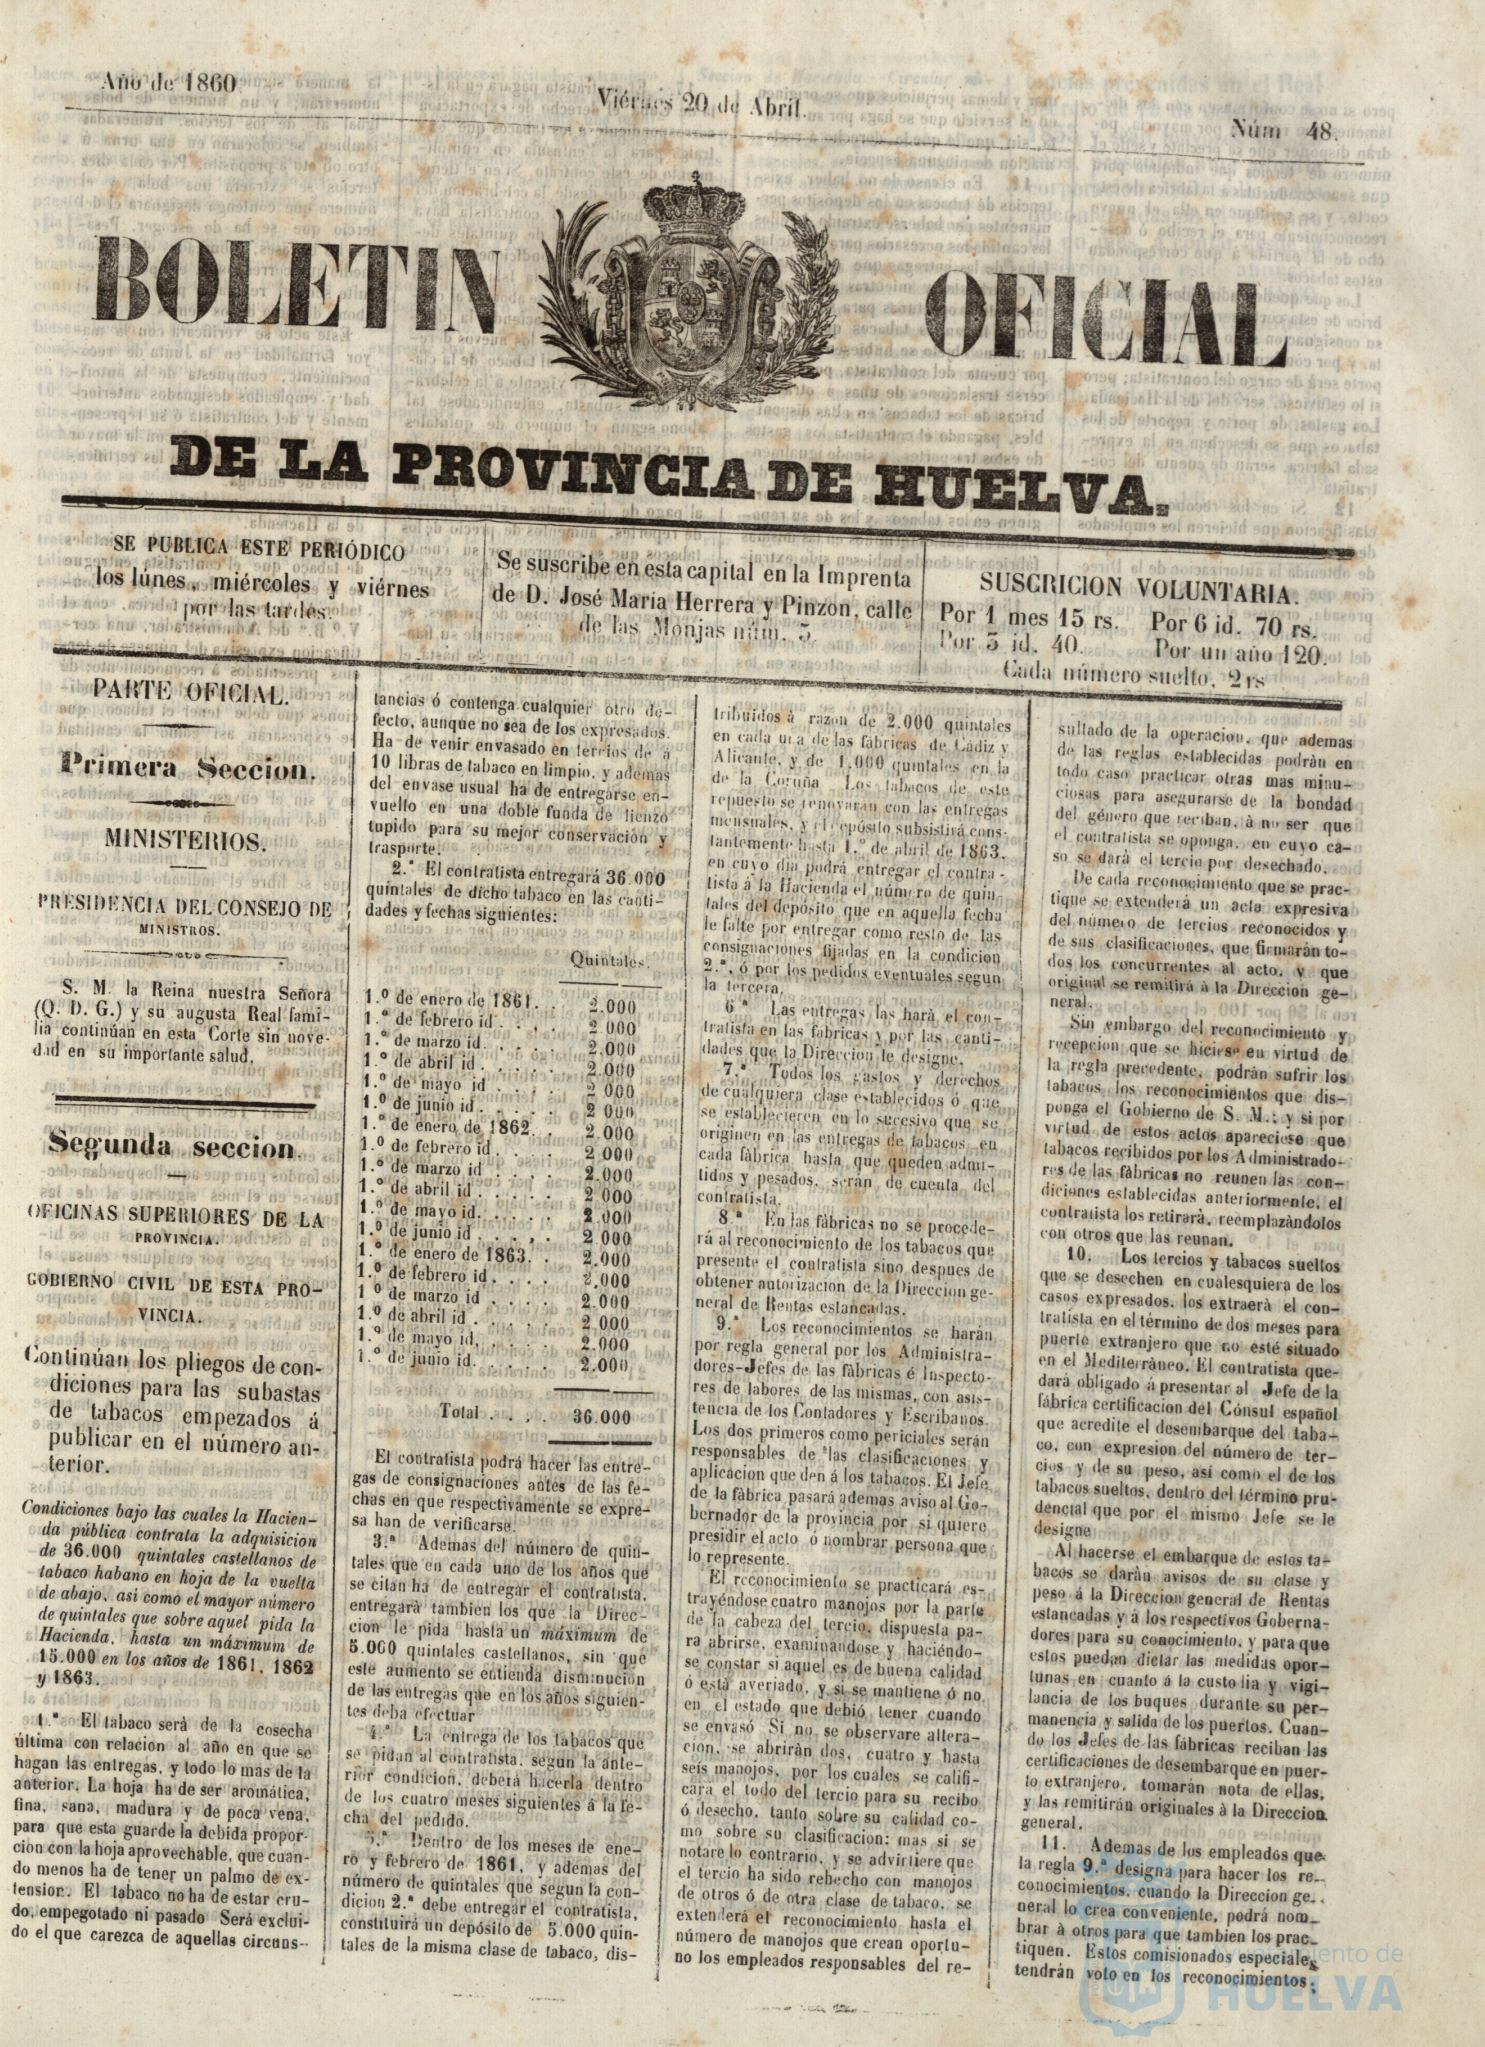 Año de 1860.
Viérnes 20 de Abril.
Núm 48.
BOLETIN OFICIAL
DE LA PROVINCIA DE HUELVA.
SE PUBLICA ESTE PERIÓDICO
los lúnes, miércoles y viérnes
por las tardes.
Se suscribe en esta capital en la Imprenta
de D. José Maria Herrera y Pinzon, calle
de las Monjas núm. 5.
SUSCRICION VOLUNTARIA.
Por 1 mes 15 rs. Por 6 id. 70 rs.
Por 3 id. 40. Por un año 120.
Cada número suelto, 2 rs
PARTE OFICIAL.
Primera Seccion.
MINISTERIOS.
PRESIDENCIA DEL CONSEJO DE
MINISTROS.
S. M. la Reina nuestra Señora
(Q. D. G.) y su augusta Real fami-
lia continúan en esta Corte sin nove-
dad en su importante salud.
Segunda seccion.
OFICINAS SUPERIORES DE LA
PROVINCIA.
GOBIERNO CIVIL DE ESTA PRO-
VINCIA.
Continúan los pliegos de con-
diciones para las subastas
de tabacos empezados á
publicar en el número an-
terior.
Condiciones bajo las cuales la Hacien-
da pública contrata la adquisicion
de 36.000 quintales castellanos de
tabaco habano en hoja de la vuelta
de abajo, asi como el mayor número
de quintales que sobre aquel pida la
Hacienda, hasta un máximum de
15.000 en los años de 1861, 1862
y 1863.
1.ª El tabaco será de la cosecha
última con relacion al año en que se
hagan las entregas, y todo lo mas de la
anterior. La hoja ha de ser aromática,
fina, sana, madura y de poca vena,
para que esta guarde la debida propor-
cion con la hoja aprovechable, que cuan-
do menos ha de tener un palmo de ex-
tension. El tabaco no ha de estar cru-
do, empegotado ni pasado Será exclui-
do el que carezca de aquellas circuns-
tancias ó contenga cualquier otro de-
fecto, aunque no sea de los expresados.
Ha de venir envasado en tercios de á
10 libras de tabaco en limpio, y ademas
del envase usual ha de entregarse en-
vuelto en una doble funda de lienzo
tupido para su mejor conservación y
trasporte.
2.ª El contratista entregará 36.000
quintales de dicho tabaco en las canti-
dades y fechas siguientes:
Quintales.
1.º de enero de 1861. . 2.000
1.º de febrero id . . . . 2 000
1.º de marzo id. . . . . 2.000
1.º de abril id . . . . . 2.000
1.º de mayo id . . . . . 2 000
1.º de junio id . . . . . 2 000
1.º de enero de 1862. . 2.000
1.º de febrero id. . . . 2 000
1.º de marzo id . . . . 2.000
1.º de abril id . . . . . 2.000
1.º de mayo id. . . . . 2 000
1.º de junio id . . . . . 2 000
1.º de enero de 1863. . 2.000
1.º de febrero id. . . . 2.000
1 º de marzo id . . . . 2.000
1.º de abril id . . . . . 2 000
1.º de mayo id. . . . . 2.000
1.º de junio id. . . . . 2.000
Total . . . . 36.000
El contratista podrá hacer las entre-
gas de consignaciones antes de las fe-
chas en que respectivamente se expre-
sa han de verificarse.
3.ª Ademas del número de quin-
tales que en cada uno de los años que
se citan ha de entregar el contratista,
entregará tambien los que la Direc-
cion le pida hasta un máximum de
5.000 quintales castellanos, sin que
este aumento se entienda disminucion
de las entregas que en los años siguien-
tes deba efectuar
4.ª La entrega de los tabacos que
se pidan al contratista, segun la ante-
rior condicion, deberá hacerla dentro
de los cuatro meses siguientes á la fe-
cha del pedido.
5.ª Dentro de los meses de ene-
ro y febrero de 1861, y ademas del
número de quintales que segun la con-
dicion 2.ª debe entregar el contratista,
constituirá un depósito de 5.000 quin-
tales de la misma clase de tabaco, dis-
tribuidos á razon de 2.000 quintales
en cada una de las fábricas de Cádiz y
Alicante, y de 1.000 quintales en la
de la Coruña Los tabacos de este
repuesto se renovarán con las entregas
mensuales, y el depósito subsistirá cons-
tantemente hasta 1.º de abril de 1863,
en cuyo dia podrá entregar el contra-
tista á la Hacienda el número de quin-
tales del depósito que en aquella fecha
le falte por entregar como resto de las
consignaciones fijadas en la condicion
2.ª, ó por los pedidos eventuales segun
la tercera.
6 ª Las entregas las hará el con-
tratista en las fábricas y por las canti-
dades que la Direccion le designe.
7.ª Todos los gastos y derechos
de cualquiera clase establecidos ó que
se establecieren en lo sucesivo que se
originen en las entregas de tabacos en
cada fábrica hasta que queden admi-
tidos y pesados, serán de cuenta del
contratista.
8.ª En las fábricas no se procede-
rá al reconocimiento de los tabacos que
presente el contratista sino despues de
obtener autorizacion de la Direccion ge-
neral de Rentas estancadas.
9.ª Los reconocimientos se harán
por regla general por los Administra-
dores-Jefes de las fàbricas é Inspecto-
res de labores de las mismas, con asis-
tencia de los Contadores y Escribanos
Los dos primeros como periciales serán
responsables de las clasificaciones y
aplicacion que den á los tabacos. El Jefe
de la fàbrica pasará ademas aviso al Go-
bernador de la provincia por si quiere
presidir el acto ó nombrar persona que
lo represente.
El reconocimiento se practicará es-
trayéndose cuatro manojos por la parte
de la cabeza del tercio, dispuesta pa-
ra abrirse, examinándose y haciéndo-
se constar si aquel es de buena calidad
ó está averiado, y si se mantiene ó no
en el estado que debió tener cuando
se envasó Si no se observare altera-
cion, se abriràn dos, cuatro y hasta
seis manojos, por los cuales se califi-
cara el todo del tercio para su recibo
ó desecho, tanto sobre su calidad co-
mo sobre su clasificacion; mas si se
notare lo contrario, y se advirtiere que
el tercio ha sido rehecho con manojos
de otros ó de otra clase de tabaco, se
extenderá el reconocimiento hasta el
número de manojos que crean oportu-
no los empleados responsables del re-
sultado de la operacion, que ademas
de las reglas establecidas podrán en
todo caso practicar otras mas minu-
ciosas para asegurarse de la bondad
del género que reciban, à no ser que
el contratista se oponga, en cuyo ca-
so se dará el tercio por desechado.
De cada reconocimiento que se prac-
tique se extenderá un acta expresiva
del número de tercios reconocidos y
de sus clasificaciones, que firmarán to-
dos los concurrentes al acto, y que
original se remitirá à la Direccion ge-
neral.
Sin embargo del reconocimiento y
recepcion que se hiciese en virtud de
la regla precedente, podrán sufrir los
tabacos los reconocimientos que dis-
ponga el Gobierno de S. M.; y si por
virtud de estos actos apareciese que
tabacos recibidos por los Administrado-
res de las fàbricas no reunen las con-
diciones establecidas anteriormente, el
contratista los retirarà, reemplazàndolos
con otros que las reunan.
10. Los tercios y tabacos sueltos
que se desechen en cualesquiera de los
casos expresados, los extraerà el con-
tratista en el término de dos meses para
puerto extranjero que no esté situado
en el Mediterràneo. El contratista que-
dará obligado á presentar al Jefe de la
fábrica certificacion del Cónsul español
que acredite el desembarque del taba-
co, con expresion del número de ter-
cios y de su peso, así como el de los
tabacos sueltos, dentro del término pru-
dencial que por el mismo Jefe se le
designe
Al hacerse el embarque de estos ta-
bacos se daràn avisos de su clase y
peso á la Direccion general de Rentas
estancadas y á los respectivos Goberna-
dores para su conocimiento, y para que
estos puedan dictar las medidas opor-
tunas en cuanto á la custodia y vigi-
lancia de los buques durante su per-
manencia y salida de los puertos. Cuan-
do los Jefes de las fábricas reciban las
certificaciones de desembarque en puer-
to extranjero, tomarán nota de ellas,
y las remitirán originales à la Direccion
general.
11. Ademas de los empleados que
la regla 9.ª designa para hacer los re-
conocimientos, cuando la Direccion ge-
neral lo crea conveniente, podrá nom-
brar à otros para que tambien los prac-
tiquen. Estos comisionados especiales
tendrán voto en los reconocimientos;
Ayuntamiento de
HUELVA